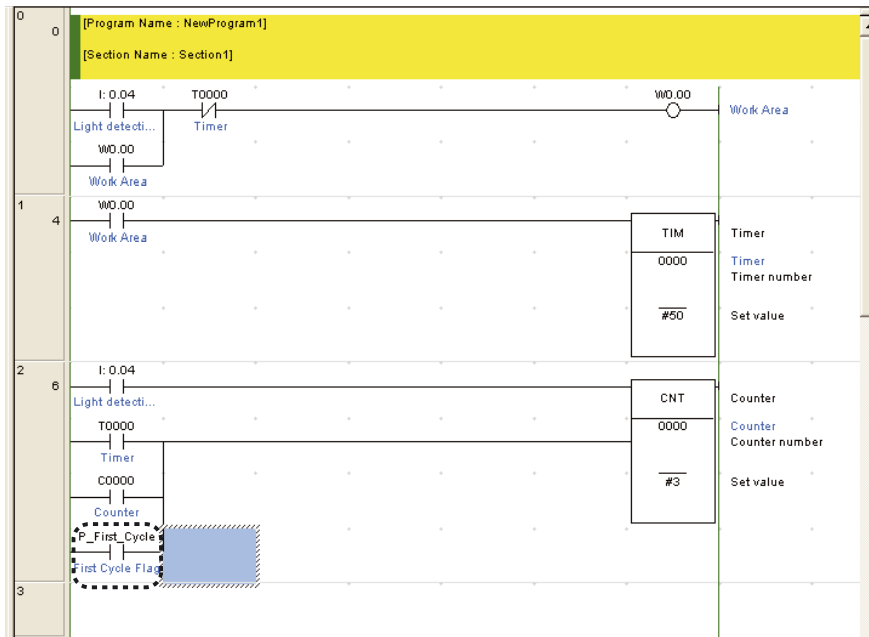 0
0
[Program Name : NewProgram1]
[Section Name : Section1]
I: 0.04
T0000
W0.00
Light detecti...
Timer
Work Area
W0.00
Work Area
1
4
W0.00
Work Area
TIM
Timer
0000
Timer
Timer number
#50
Set value
2
6
I: 0.04
Light detecti...
CNT
Counter
T0000
Timer
0000
Counter
Counter number
C0000
Counter
#3
Set value
P_First_Cycle
First Cycle Flag
3